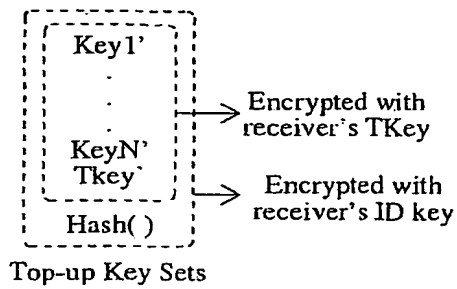 Key1’
.
.
.
KeyN’
Tkey`
Hash( )
Encrypted with
receiver’s TKey
Encrypted with
receiver’s ID key
Top-up Key Sets